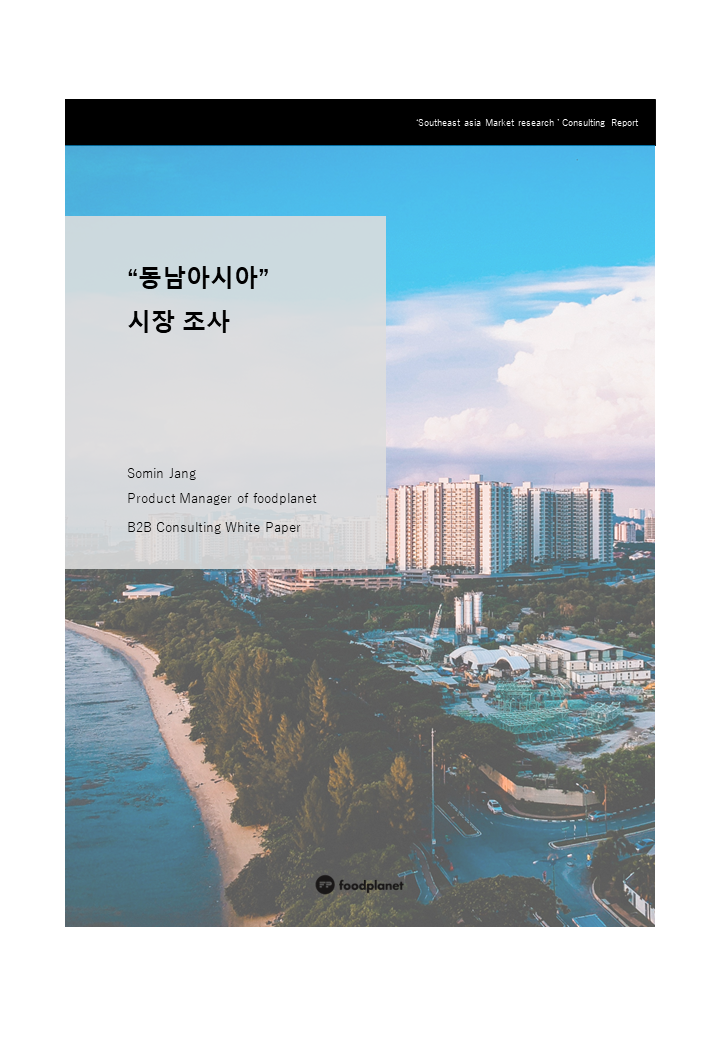 ‘Southeast asia Market research ’ Consulting Report
“동남아시아”
시장 조사
Somin Jang
Product Manager of foodplanet
B2B Consulting White Paper
FP foodplanet